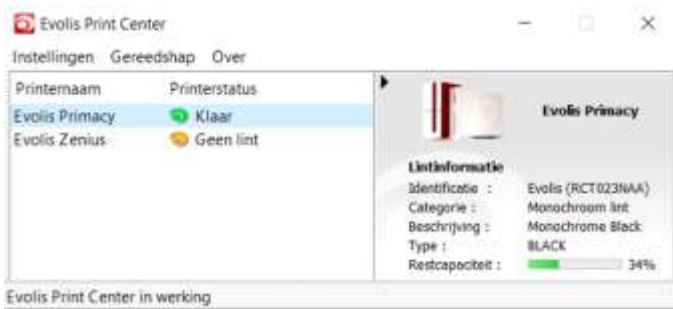 Evolis Print Center
Instellingen Gereedschap Over
Printernaam Printerstatus
Evolis Primacy Klaar
Evolis Zenius Geen lint
Evolis Primacy
Lintinformatie
Identificatie : Evolis (RCT023NAA)
Categorie : Monochroom lint
Beschrijving : Monochrome Black
Type : BLACK
Restcapaciteit : 34%
Evolis Print Center in werking